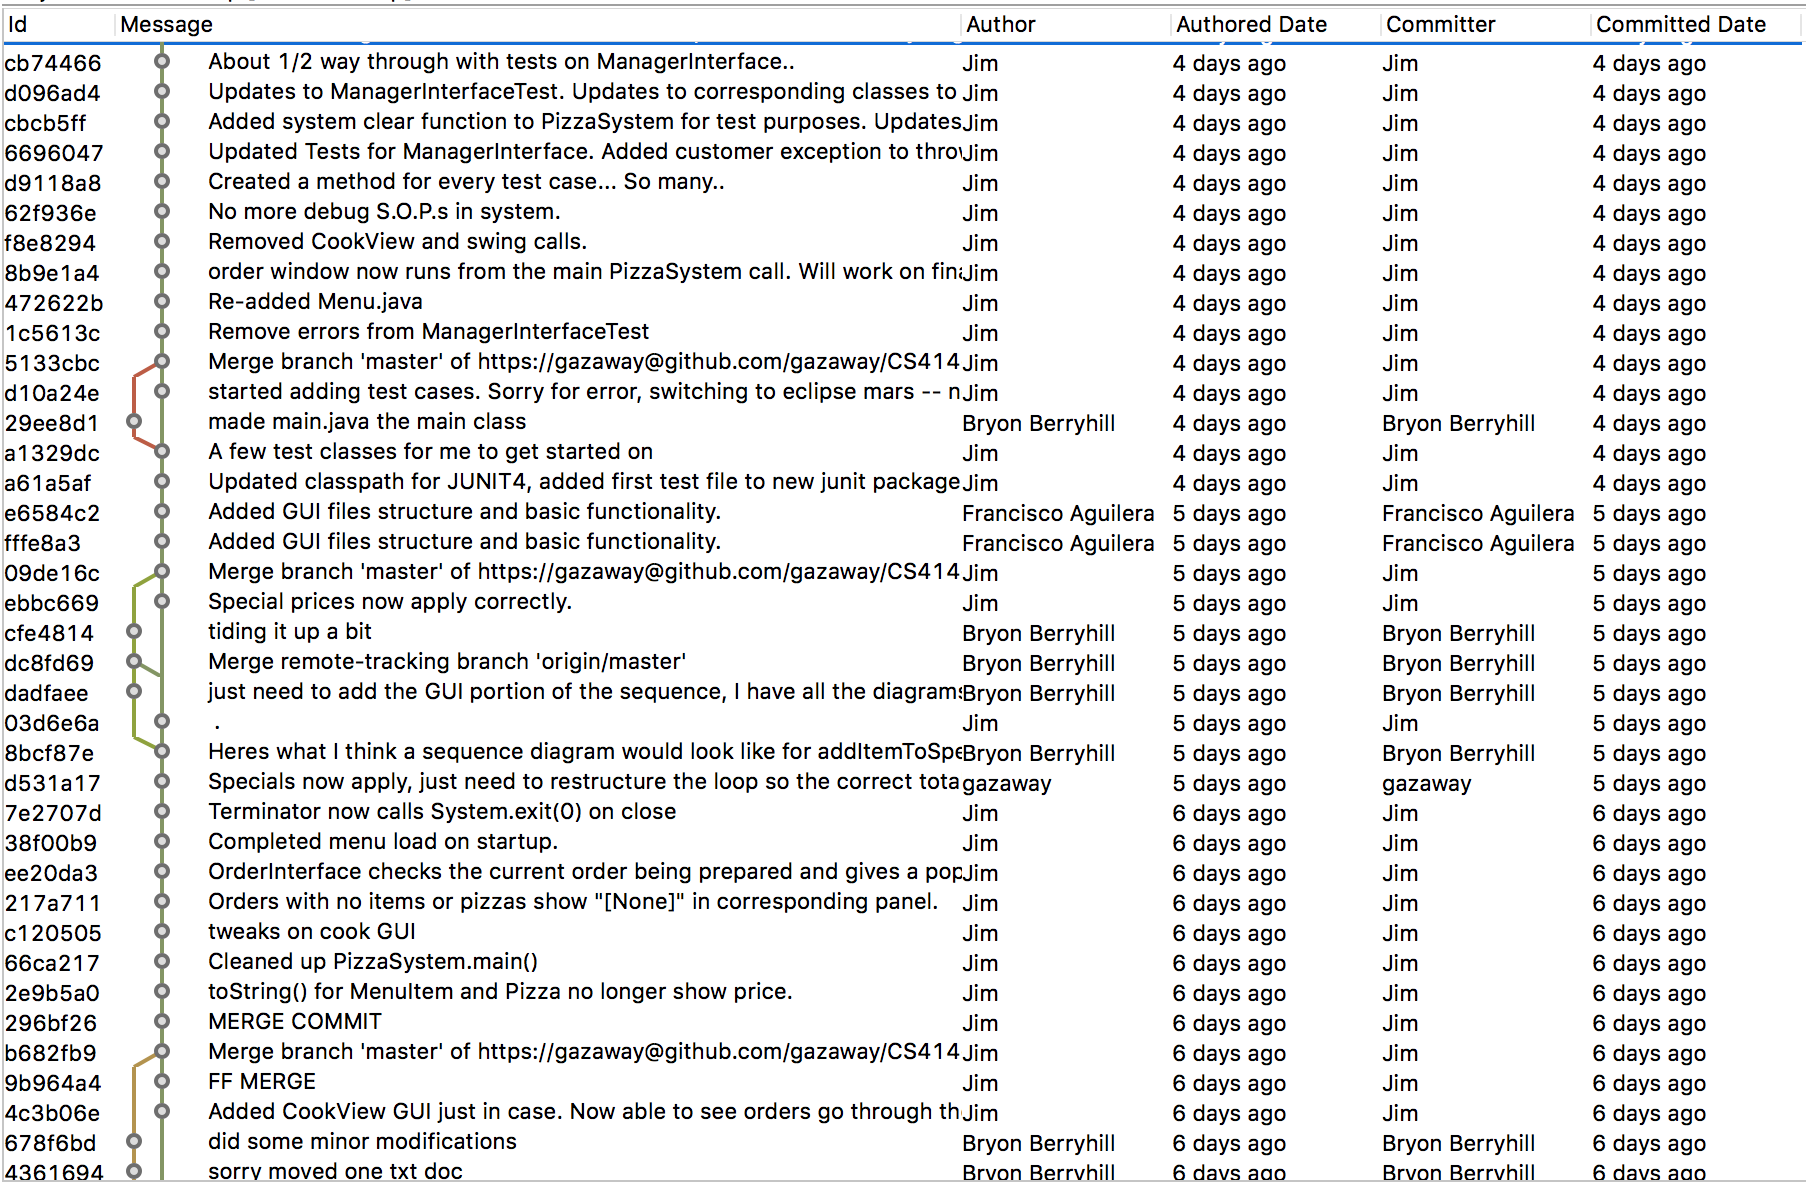 Id Message Author Authored Date Committer Committed Date
cb74466 About 1/2 way through with tests on ManagerInterface.. Jim 4 days ago Jim 4 days ago
d096ad4 Updates to ManagerInterfaceTest. Updates to corresponding classes to Jim 4 days ago Jim 4 days ago
cbcb5ff Added system clear function to PizzaSystem for test purposes. Updates Jim 4 days ago Jim 4 days ago
6696047 Updated Tests for ManagerInterface. Added customer exception to throw Jim 4 days ago Jim 4 days ago
d9118a8 Created a method for every test case... So many.. Jim 4 days ago Jim 4 days ago
62f936e No more debug S.O.P.s in system. Jim 4 days ago Jim 4 days ago
f8e8294 Removed CookView and swing calls. Jim 4 days ago Jim 4 days ago
8b9e1a4 order window now runs from the main PizzaSystem call. Will work on fina Jim 4 days ago Jim 4 days ago
472622b Re-added Menu.java Jim 4 days ago Jim 4 days ago
1c5613c Remove errors from ManagerInterfaceTest Jim 4 days ago Jim 4 days ago
5133cbc Merge branch 'master' of https://gazaway@github.com/gazaway/CS414 Jim 4 days ago Jim 4 days ago
d10a24e started adding test cases. Sorry for error, switching to eclipse mars -- n Jim 4 days ago Jim 4 days ago
29ee8d1 made main.java the main class Bryon Berryhill 4 days ago Bryon Berryhill 4 days ago
a1329dc A few test classes for me to get started on Jim 4 days ago Jim 4 days ago
a61a5af Updated classpath for JUNIT4, added first test file to new junit package Jim 4 days ago Jim 4 days ago
e6584c2 Added GUI files structure and basic functionality. Francisco Aguilera 5 days ago Francisco Aguilera 5 days ago
fffe8a3 Added GUI files structure and basic functionality. Francisco Aguilera 5 days ago Francisco Aguilera 5 days ago
09de16c Merge branch 'master' of https://gazaway@github.com/gazaway/CS414 Jim 5 days ago Jim 5 days ago
ebbc669 Special prices now apply correctly. Jim 5 days ago Jim 5 days ago
cfe4814 tiding it up a bit Bryon Berryhill 5 days ago Bryon Berryhill 5 days ago
dc8fd69 Merge remote-tracking branch 'origin/master' Bryon Berryhill 5 days ago Bryon Berryhill 5 days ago
dadfaee just need to add the GUI portion of the sequence, I have all the diagrams Bryon Berryhill 5 days ago Bryon Berryhill 5 days ago
03d6e6a . Jim 5 days ago Jim 5 days ago
8bcf87e Heres what I think a sequence diagram would look like for addItemToSpe Bryon Berryhill 5 days ago Bryon Berryhill 5 days ago
d531a17 Specials now apply, just need to restructure the loop so the correct tota gazaway 5 days ago gazaway 5 days ago
7e2707d Terminator now calls System.exit(0) on close Jim 6 days ago Jim 6 days ago
38f00b9 Completed menu load on startup. Jim 6 days ago Jim 6 days ago
ee20da3 OrderInterface checks the current order being prepared and gives a pop Jim 6 days ago Jim 6 days ago
217a711 Orders with no items or pizzas show "[None]" in corresponding panel. Jim 6 days ago Jim 6 days ago
c120505 tweaks on cook GUI Jim 6 days ago Jim 6 days ago
66ca217 Cleaned up PizzaSystem.main() Jim 6 days ago Jim 6 days ago
2e9b5a0 toString() for MenuItem and Pizza no longer show price. Jim 6 days ago Jim 6 days ago
296bf26 MERGE COMMIT Jim 6 days ago Jim 6 days ago
b682fb9 Merge branch 'master' of https://gazaway@github.com/gazaway/CS414 Jim 6 days ago Jim 6 days ago
9b964a4 FF MERGE Jim 6 days ago Jim 6 days ago
4c3b06e Added CookView GUI just in case. Now able to see orders go through th Jim 6 days ago Jim 6 days ago
678f6bd did some minor modifications Bryon Berryhill 6 days ago Bryon Berryhill 6 days ago
4361694 sorry moved one txt doc Bryon Berryhill 6 days ago Bryon Berryhill 6 days ago